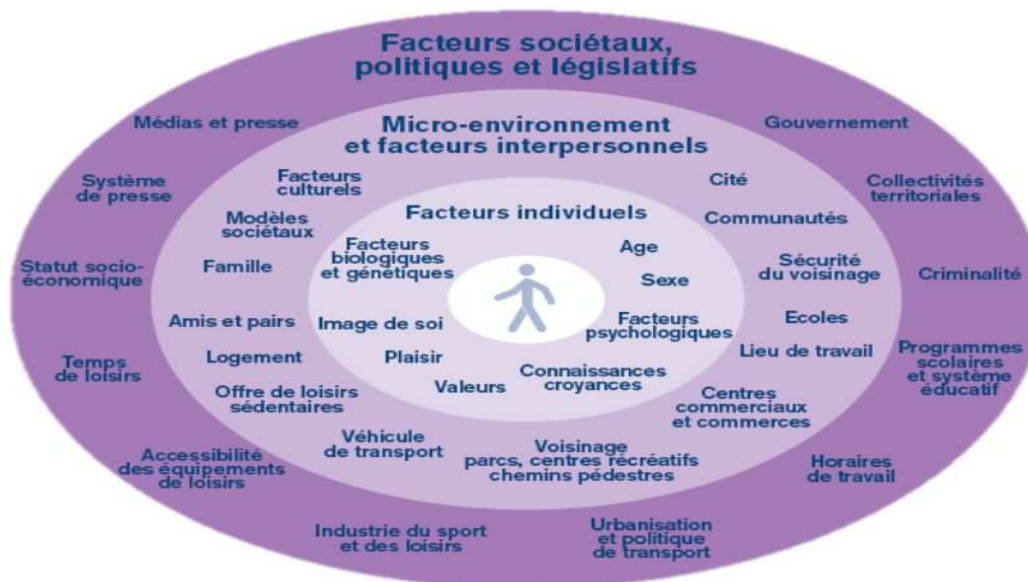 Facteurs sociétaux,
politiques et législatifs
Médias et presse
Gouvernement
Système
de presse
Collectivités
territoriales
Statut socio-
économique
Criminalité
Temps
de loisirs
Programmes
scolaires
et système
éducatif
Accessibilité
des équipements
de loisirs
Horaires
de travail
Industrie du sport
et des loisirs
Urbanisation
et politique
de transport
Micro-environnement
et facteurs interpersonnels
Facteurs
culturels
Cité
Modèles
sociétaux
Communautés
Famille
Sécurité
du voisinage
Amis et pairs
Ecoles
Logement
Lieu de travail
Offre de loisirs
sédentaires
Centres
commerciaux
et commerces
Véhicule
de transport
Voisinage
parcs, centres récréatifs
chemins pédestres
Facteurs individuels
Facteurs
biologiques
et génétiques
Age
Sexe
Image de soi
Facteurs
psychologiques
Plaisir
Connaissances
croyances
Valeurs